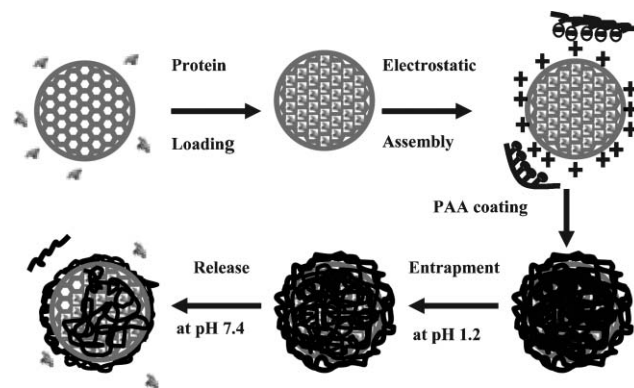 Protein
Loading
Electrostatic
Assembly
PAA coating
Entrapment
at pH 1.2
Release
at pH 7.4